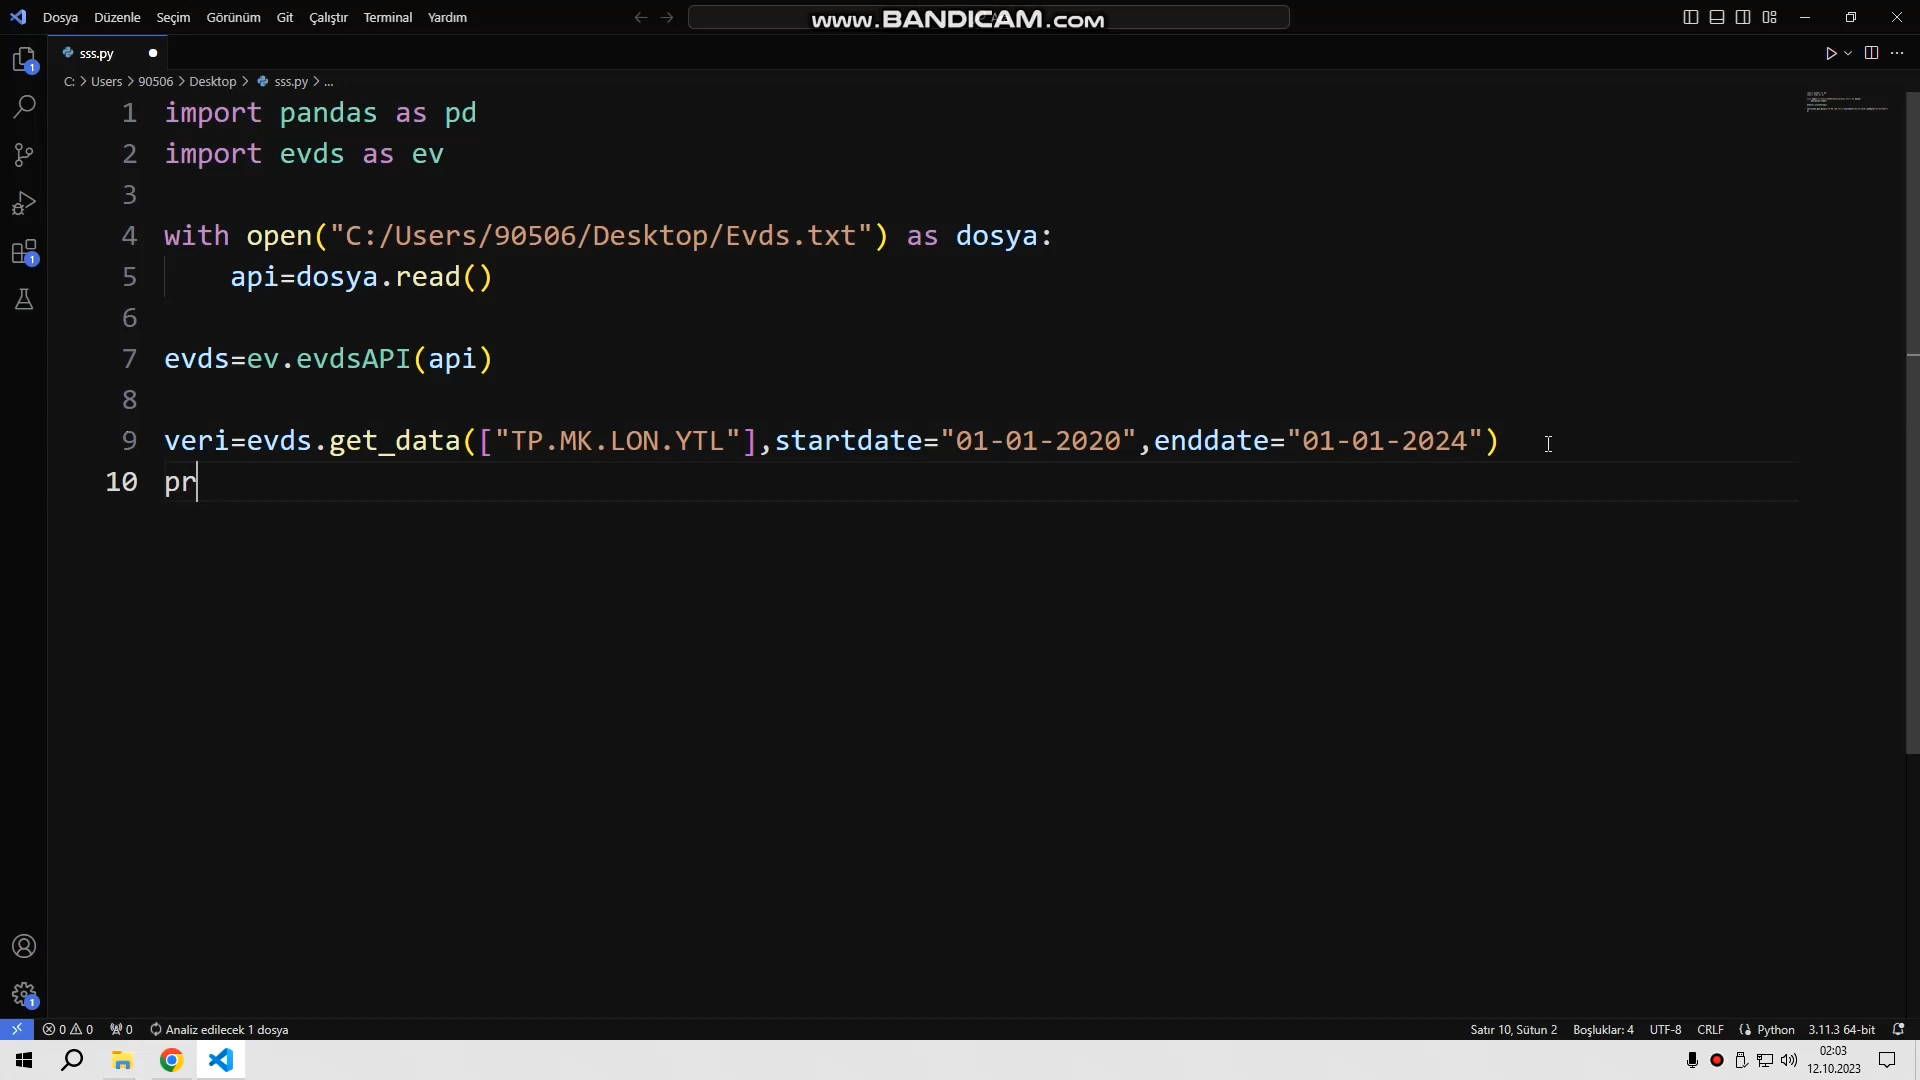 Dosya Düzenle Seçim Görünüm Git Çalıştır Terminal Yardım
www.BANDICAM.com
sss.py
C: > Users > 90506 > Desktop > sss.py > ...
1 import pandas as pd
2 import evds as ev
3
4 with open("C:/Users/90506/Desktop/Evds.txt") as dosya:
5 api=dosya.read()
6
7 evds=ev.evdsAPI(api)
8
9 veri=evds.get_data(["TP.MK.LON.YTL"],startdate="01-01-2020",enddate="01-01-2024")
10 pr
1
1
1
0 0 0 Analiz edilecek 1 dosya Satır 10, Sütun 2 Boşluklar: 4 UTF-8 CRLF Python 3.11.3 64-bit
02:03
12.10.2023